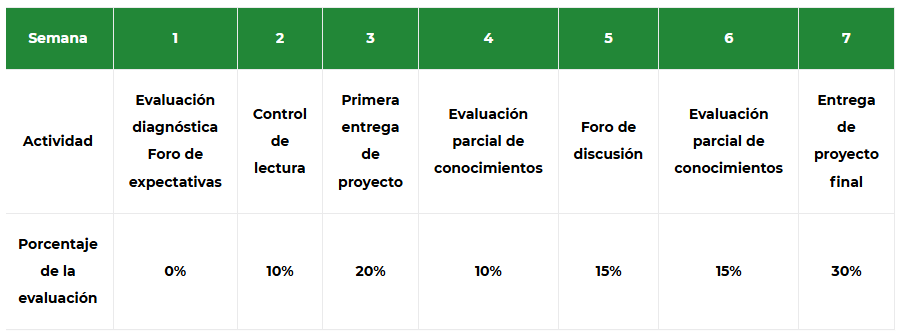 Semana 1 2 3 4 5 6 7
Actividad
Evaluación
diagnóstica
Foro de
expectativas
Control
de
lectura
Primera
entrega
de
proyecto
Evaluación
parcial de
conocimientos
Foro de
discusión
Evaluación
parcial de
conocimientos
Entrega
de
proyecto
final
Porcentaje
de la
evaluación
0% 10% 20% 10% 15% 15% 30%